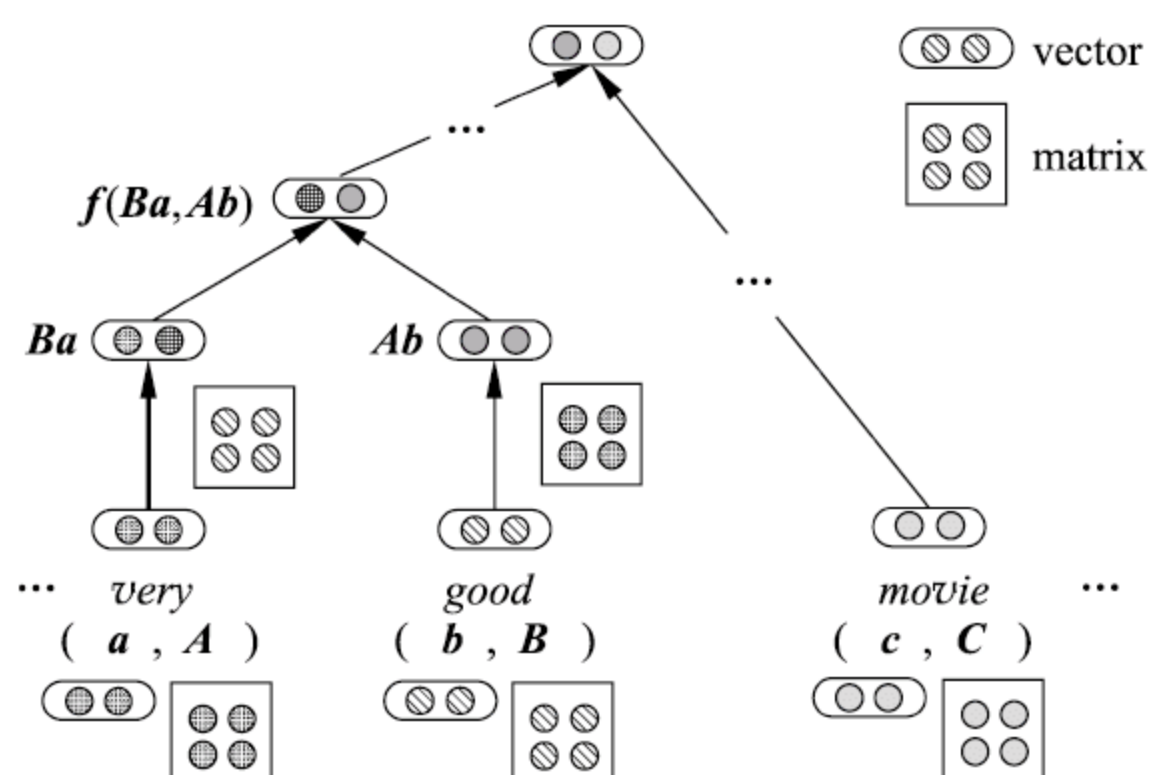 vector
matrix
...
f(Ba,Ab)
...
Ba
Ab
... very good movie ...
( a , A ) ( b , B ) ( c , C )